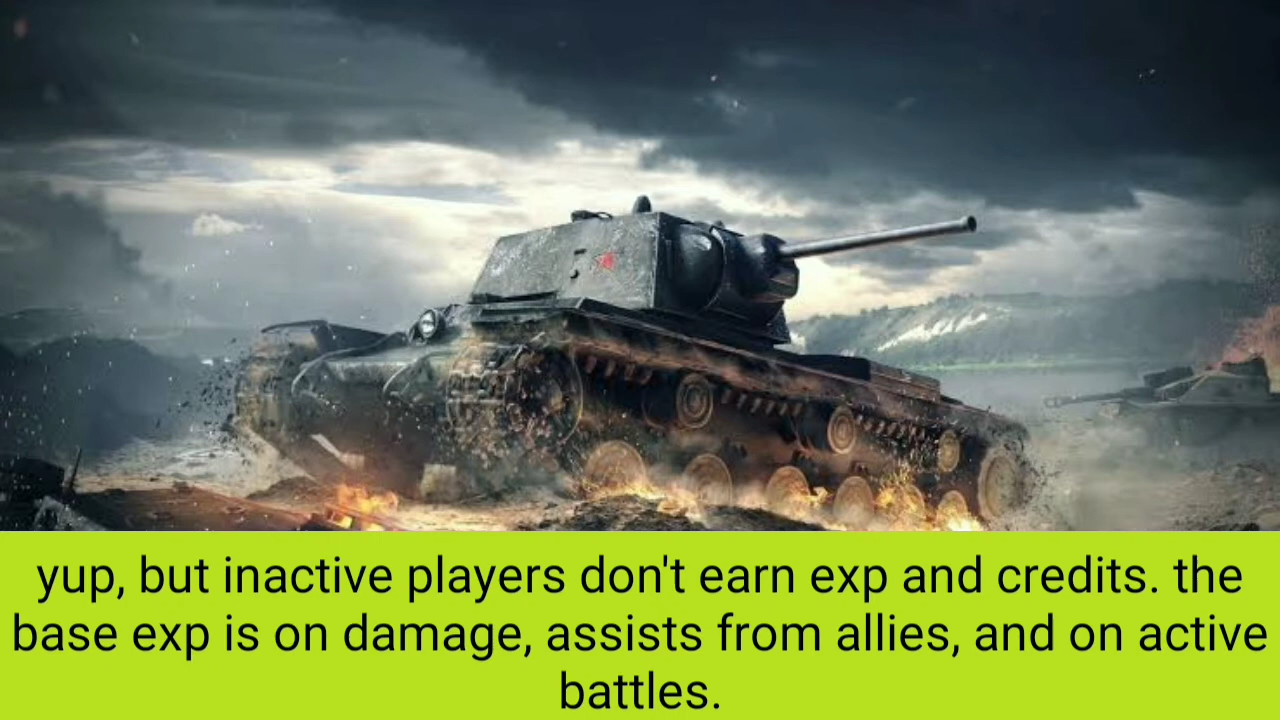 yup, but inactive players don't earn exp and credits. the
base exp is on damage, assists from allies, and on active
battles.